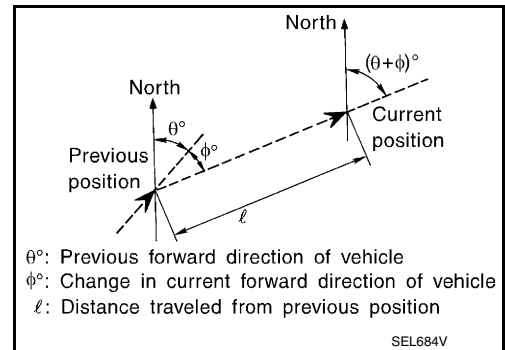 North
(θ+ϕ)°
North
θ°
ϕ°
Current
position
Previous
position
ℓ
θ°: Previous forward direction of vehicle
ϕ°: Change in current forward direction of vehicle
ℓ: Distance traveled from previous position
SEL684V